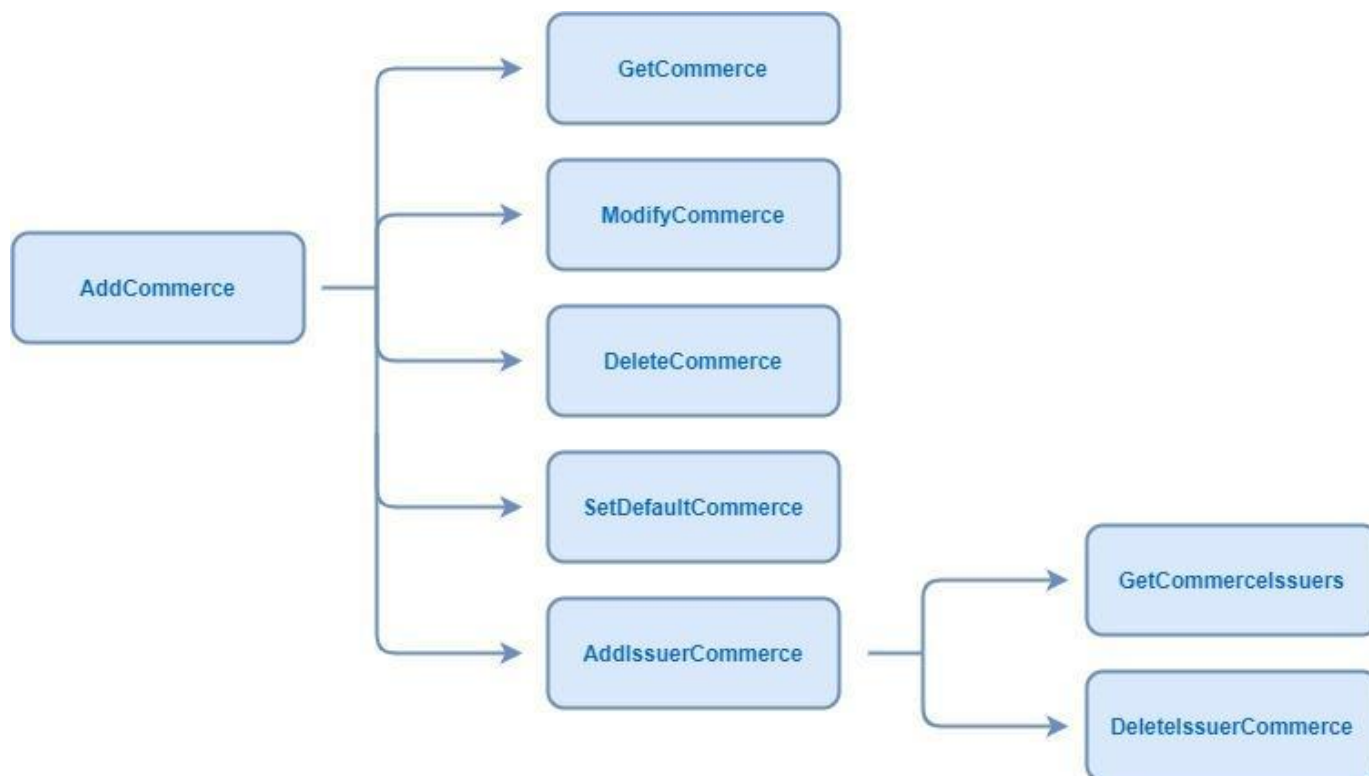 GetCommerce
ModifyCommerce
AddCommerce
DeleteCommerce
SetDefaultCommerce
GetCommerceIssuers
AddIssuerCommerce
DeleteIssuerCommerce